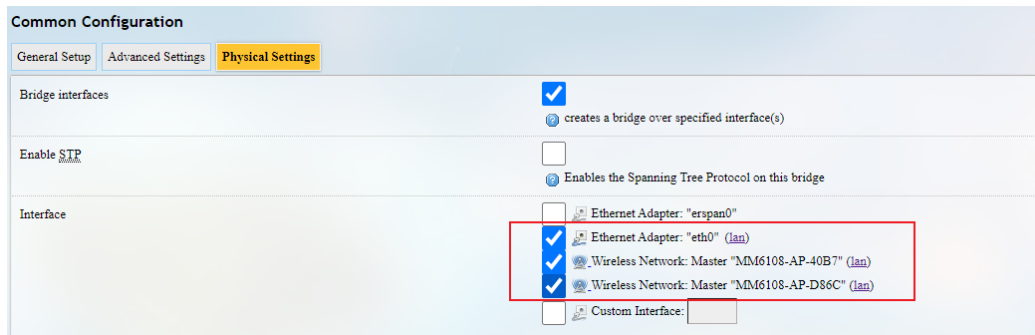 Common Configuration
General Setup Advanced Settings Physical Settings
Bridge interfaces
creates a bridge over specified interface(s)
Enable STP
Enables the Spanning Tree Protocol on this bridge
Interface
Ethernet Adapter: "erspan0"
Ethernet Adapter: "eth0" (lan)
Wireless Network: Master "MM6108-AP-40B7" (lan)
Wireless Network: Master "MM6108-AP-D86C" (lan)
Custom Interface: